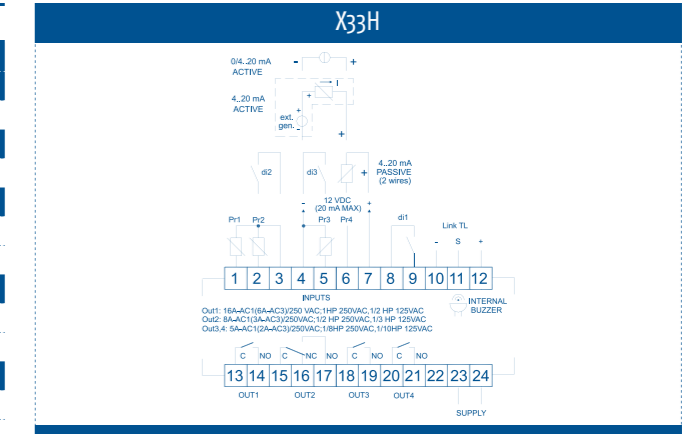 X33H
0/4..20 mA - +
ACTIVE
I
4..20 mA +
ACTIVE
+
ext.
gen. -
+
4..20 mA
di2 di3 + PASSIVE
(2 wires)
12 VDC
- (20 mA MAX) +
Pr1 Pr2 Pr3 Pr4 di1
Link TL
- S +
1 2 3 4 5 6 7 8 9 10 11 12
INPUTS
INTERNAL
BUZZER
Out1: 16A-AC1(6A-AC3)/250 VAC;1HP 250VAC,1/2 HP 125VAC
Out2: 8A-AC1(3A-AC3)/250VAC;1/2 HP 250VAC,1/3 HP 125VAC
Out3,4: 5A-AC1(2A-AC3)/250VAC;1/8HP 250VAC,1/10HP 125VAC
C NO C NC NO C NO C NO
13 14 15 16 17 18 19 20 21 22 23 24
OUT1 OUT2 OUT3 OUT4
SUPPLY